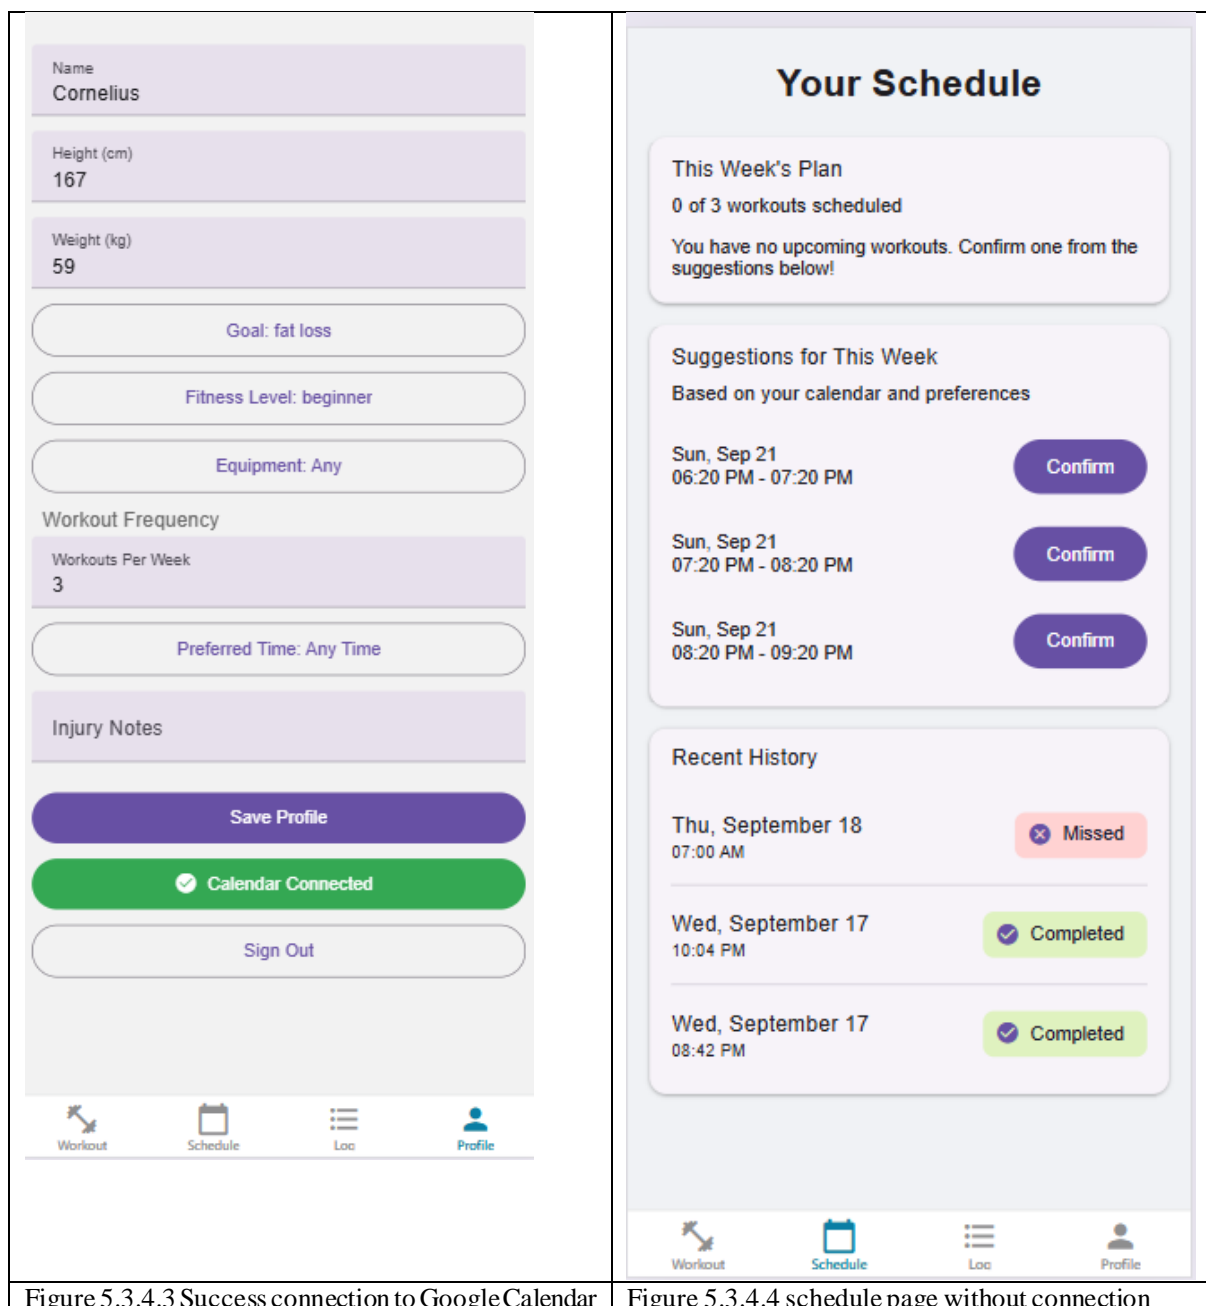 Name
Cornelius
Height (cm)
167
Weight (kg)
59
Goal: fat loss
Fitness Level: beginner
Equipment: Any
Workout Frequency
Workouts Per Week
3
Preferred Time: Any Time
Injury Notes
Save Profile
Calendar Connected
Sign Out
Workout Schedule Log Profile
Figure 5.3.4.3 Success connection to Google Calendar
Your Schedule
This Week's Plan
0 of 3 workouts scheduled
You have no upcoming workouts. Confirm one from the
suggestions below!
Suggestions for This Week
Based on your calendar and preferences
Sun, Sep 21
06:20 PM - 07:20 PM
Confirm
Sun, Sep 21
07:20 PM - 08:20 PM
Confirm
Sun, Sep 21
08:20 PM - 09:20 PM
Confirm
Recent History
Thu, September 18
07:00 AM
Missed
Wed, September 17
10:04 PM
Completed
Wed, September 17
08:42 PM
Completed
Workout Schedule Log Profile
Figure 5.3.4.4 schedule page without connection